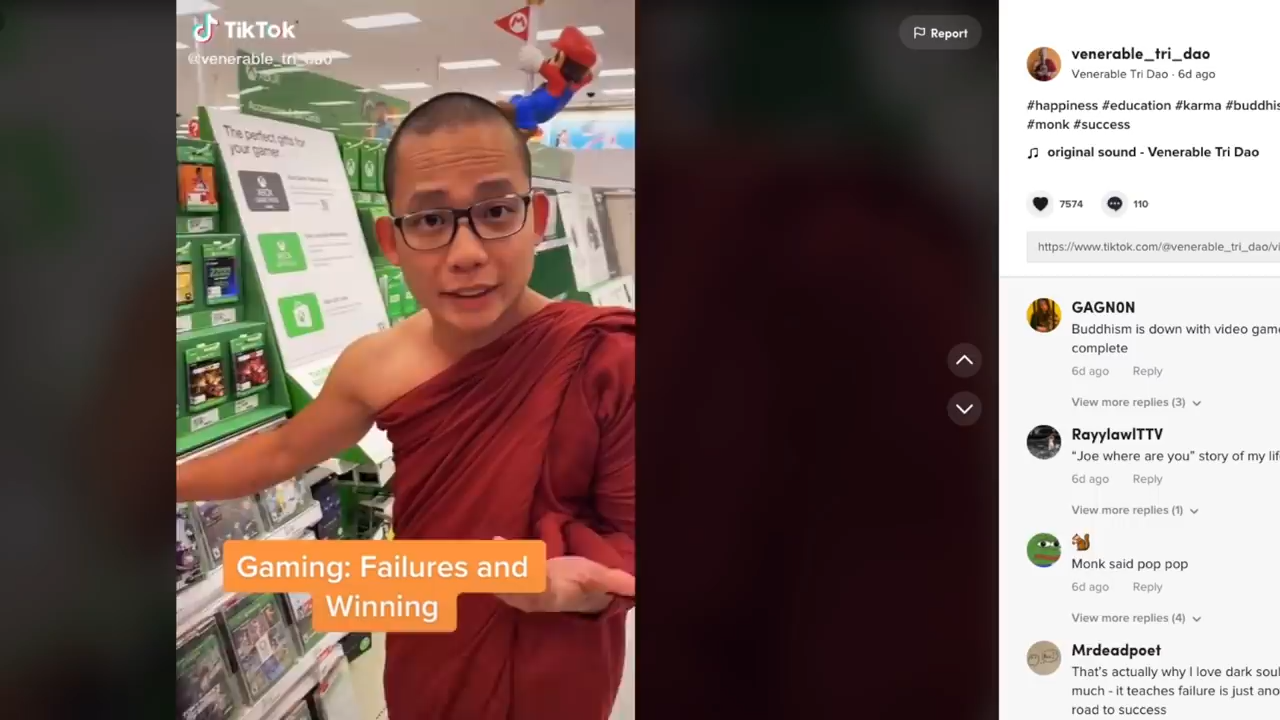 TikTok
@venerable_tri_dao
Report
The perfect gifts for
your gamer
XBOX
Gaming: Failures and
Winning
venerable_tri_dao
Venerable Tri Dao · 6d ago
#happiness #education #karma #buddhis
#monk #success
original sound - Venerable Tri Dao
7574
110
https://www.tiktok.com/@venerable_tri_dao/vi
GAGN0N
Buddhism is down with video game
complete
6d ago
Reply
View more replies (3)
RayylawlTTV
“Joe where are you” story of my lif
6d ago
Reply
View more replies (1)
Monk said pop pop
6d ago
Reply
View more replies (4)
Mrdeadpoet
That's actually why I love dark soul
much - it teaches failure is just ano
road to success